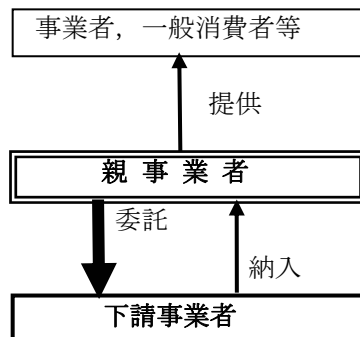 事業者，一般消費者等
提供
親 事 業 者
委託
納入
下請事業者